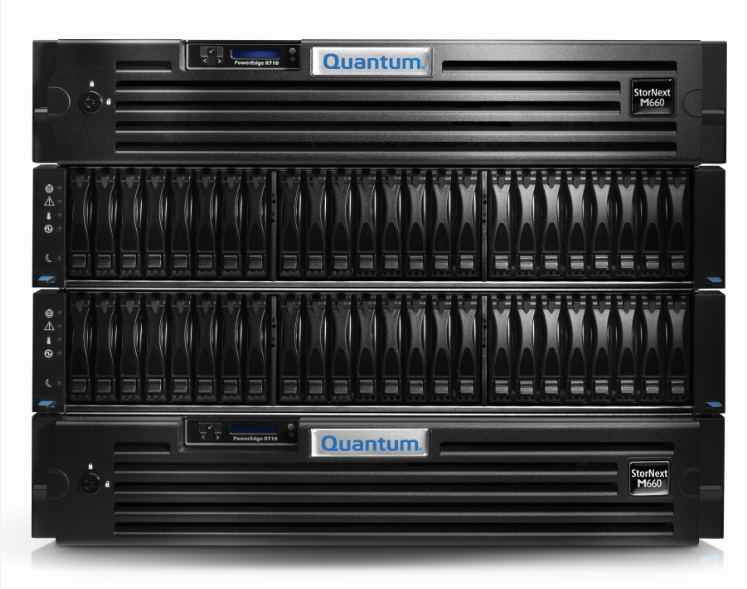 PowerEdge R710
Quantum.
StorNext
M660
PowerEdge R710
Quantum.
StorNext
M660